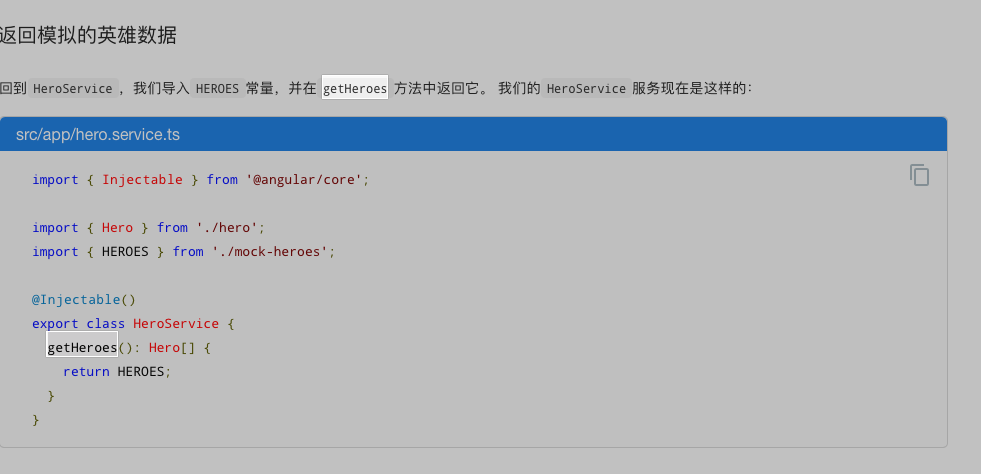 返回模拟的英雄数据
回到 HeroService ，我们导入 HEROES 常量，并在 getHeroes 方法中返回它。 我们的 HeroService 服务现在是这样的：
src/app/hero.service.ts
import { Injectable } from '@angular/core';
import { Hero } from './hero';
import { HEROES } from './mock-heroes';
@Injectable()
export class HeroService {
getHeroes(): Hero[] {
return HEROES;
}
}